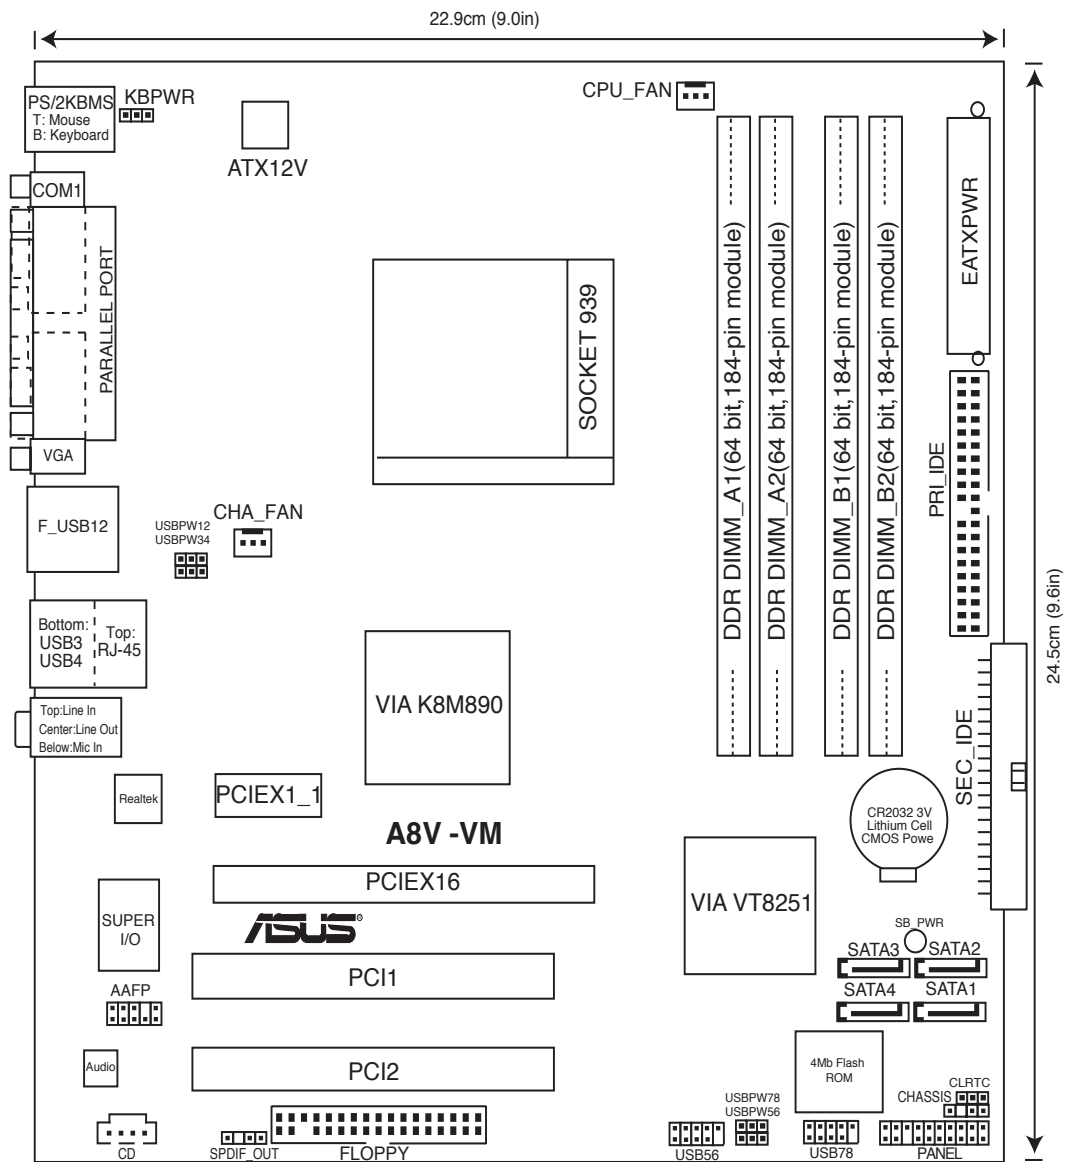 22.9cm (9.0in)
PS/2KBMS
T: Mouse
B: Keyboard
KBPWR
ATX12V
CPU_FAN
COM1
PARALLEL PORT
VGA
SOCKET 939
DDR DIMM_A1(64 bit,184-pin module)
DDR DIMM_A2(64 bit,184-pin module)
DDR DIMM_B1(64 bit,184-pin module)
DDR DIMM_B2(64 bit,184-pin module)
EATXPWR
PRI_IDE
24.5cm (9.6in)
F_USB12
USBPW12
USBPW34
CHA_FAN
Bottom:
USB3
USB4
Top:
RJ-45
Top:Line In
Center:Line Out
Below:Mic In
VIA K8M890
SEC_IDE
Realtek
PCIEX1_1
A8V -VM
CR2032 3V
Lithium Cell
CMOS Powe
PCIEX16
SUPER
I/O
ASUS®
VIA VT8251
SB_PWR
SATA3
SATA2
PCI1
SATA4
SATA1
AAFP
Audio
PCI2
4Mb Flash
ROM
CLRTC
CHASSIS
USBPW78
USBPW56
CD
SPDIF_OUT
FLOPPY
USB56
USB78
PANEL